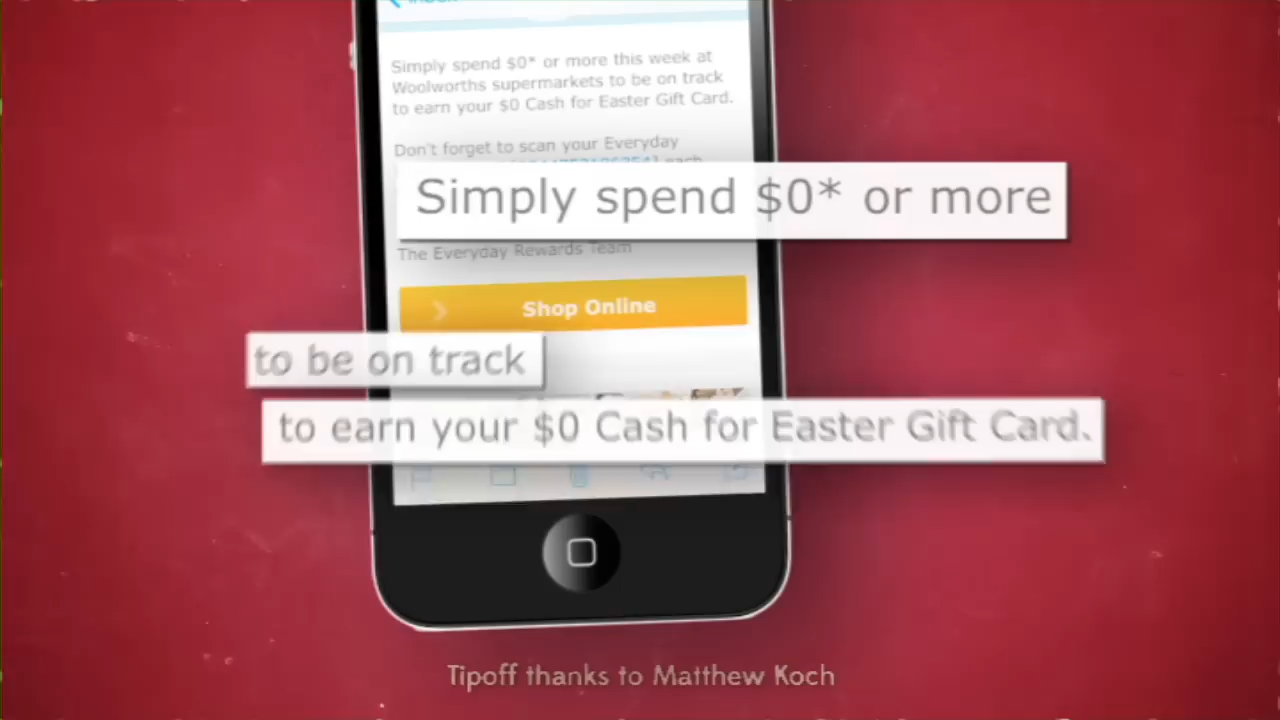 Simply spend $0* or more this week at
Woolworths supermarkets to be on track
to earn your $0 Cash for Easter Gift Card.
Don't forget to scan your Everyday
each
Simply spend $0* or more
The Everyday Rewards Team
Shop Online
to be on track
to earn your $0 Cash for Easter Gift Card.
Tipoff thanks to Matthew Koch